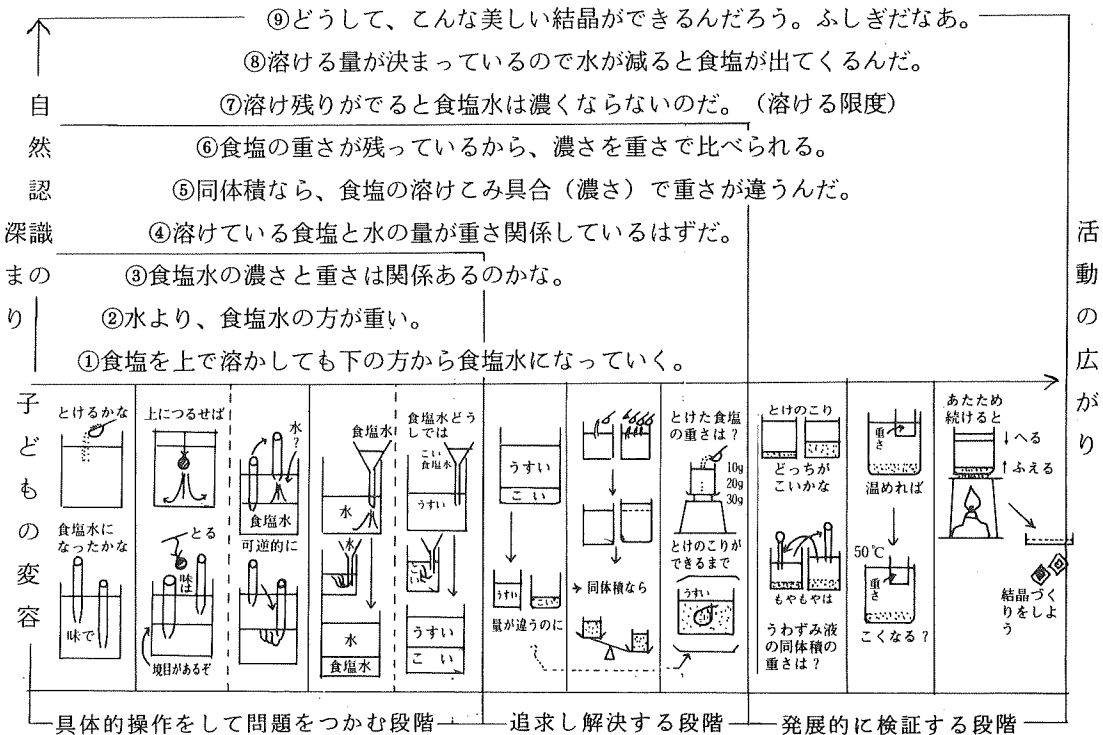 ⑨どうして、こんな美しい結晶ができるんだろう。ふしぎだなあ。
⑧溶ける量が決まっているので水が減ると食塩が出てくるんだ。
⑦溶け残りがでると食塩水は濃くならないのだ。（溶ける限度）
⑥食塩の重さが残っているから、濃さを重さで比べられる。
⑤同体積なら、食塩の溶けこみ具合（濃さ）で重さが違うんだ。
④溶けている食塩と水の量が重さ関係しているはずだ。
③食塩水の濃さと重さは関係あるのかな。
②水より、食塩水の方が重い。
①食塩を上で溶かしても下の方から食塩水になっていく。
自然認識の
深まり
活動の広がり
子どもの変容
とけるかな
食塩水に
なったかな
味で
上につるせば
とる
味は
境目があるぞ
水?
食塩水
可逆的に
食塩水
水
水
水
食塩水
食塩水どう
しでは
こい
食塩水
うすい
こい
うすい
こい
うすい
こい
うすい
こい
量が違うのに
同体積なら
とけた食塩
の重さは?
10g
20g
30g
とけのこりが
できるまで
うすい
とけのこり
どっちが
こいかな
もやもやは
うわずみ液
の同体積の
重さは?
重さ
温めれば
50℃
重さ
こくなる?
あたため
続けると
↓へる
↑ふえる
結晶づく
りをしよ
う
具体的操作をして問題をつかむ段階
追求し解決する段階
発展的に検証する段階